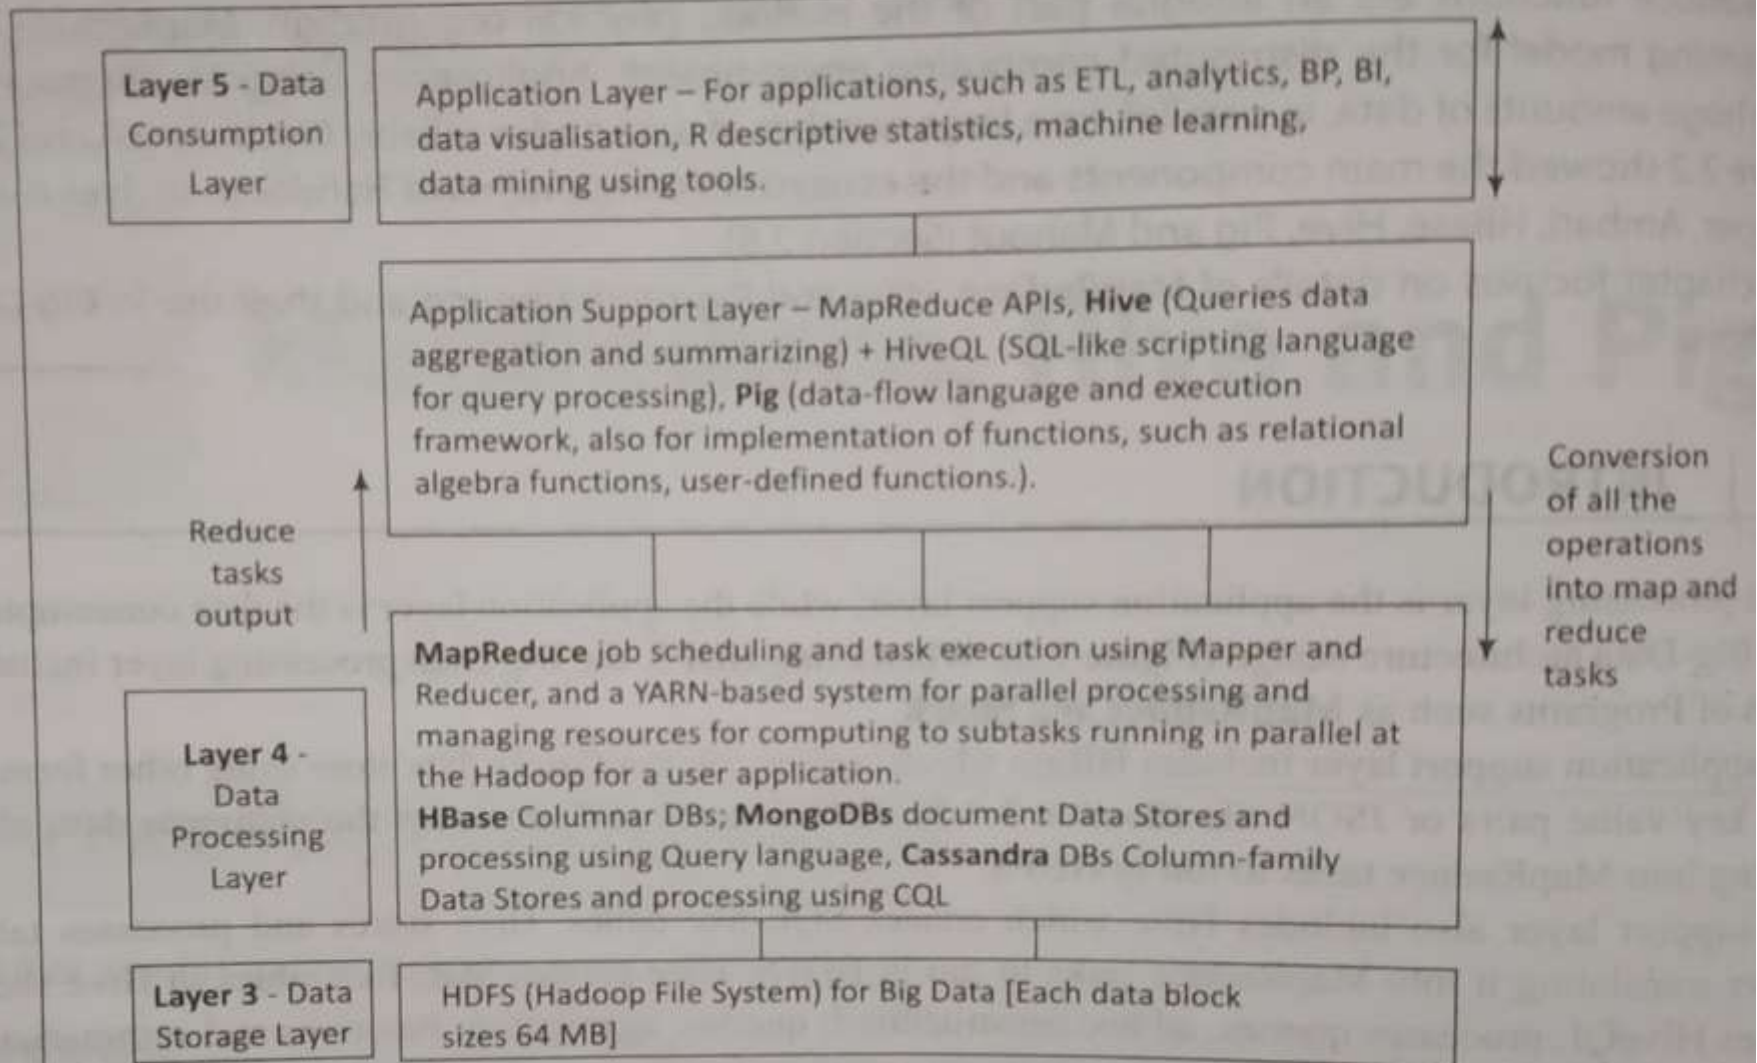 Layer 5 - Data
Consumption
Layer
Application Layer – For applications, such as ETL, analytics, BP, BI,
data visualisation, R descriptive statistics, machine learning,
data mining using tools.
Application Support Layer – MapReduce APIs, Hive (Queries data
aggregation and summarizing) + HiveQL (SQL-like scripting language
for query processing), Pig (data-flow language and execution
framework, also for implementation of functions, such as relational
algebra functions, user-defined functions.).
Reduce
tasks
output
Conversion
of all the
operations
into map and
reduce
tasks
Layer 4 -
Data
Processing
Layer
MapReduce job scheduling and task execution using Mapper and
Reducer, and a YARN-based system for parallel processing and
managing resources for computing to subtasks running in parallel at
the Hadoop for a user application.
HBase Columnar DBs; MongoDBs document Data Stores and
processing using Query language, Cassandra DBs Column-family
Data Stores and processing using CQL
Layer 3 - Data
Storage Layer
HDFS (Hadoop File System) for Big Data [Each data block
sizes 64 MB]